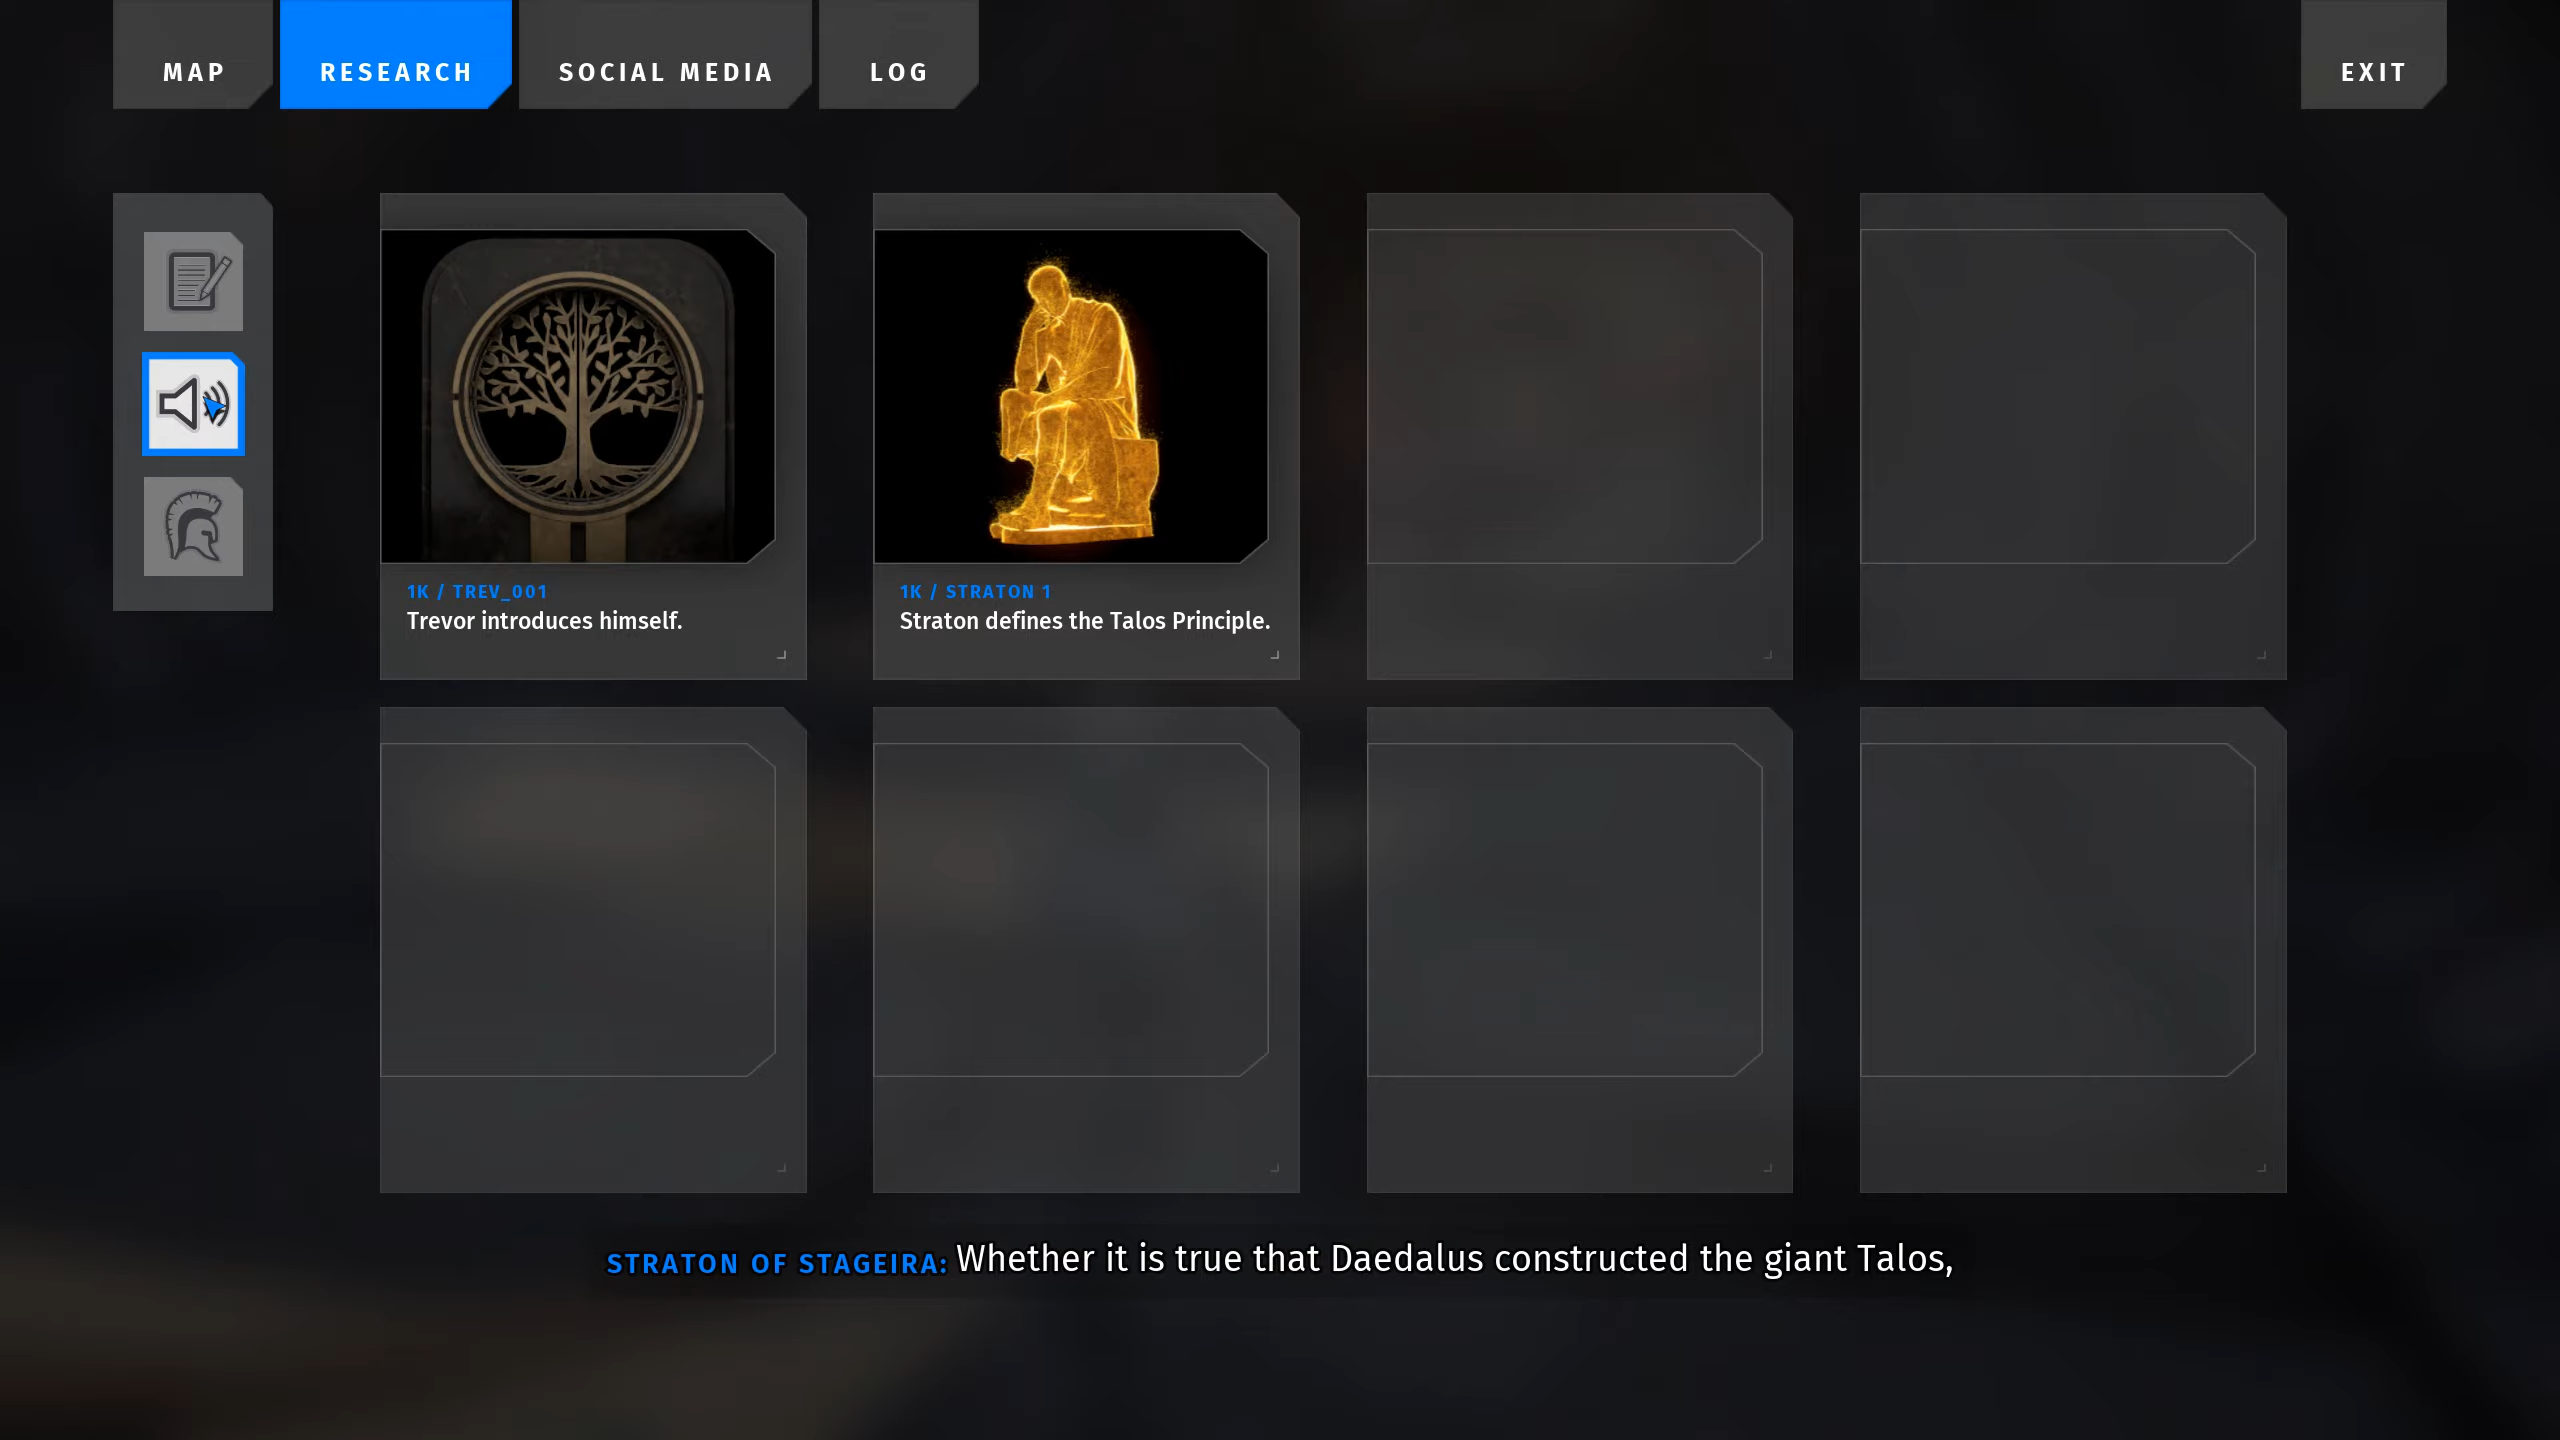 MAP
RESEARCH
SOCIAL MEDIA
LOG
EXIT
1K / TREV_001
Trevor introduces himself.
1K / STRATON 1
Straton defines the Talos Principle.
STRATON OF STAGEIRA: Whether it is true that Daedalus constructed the giant Talos,